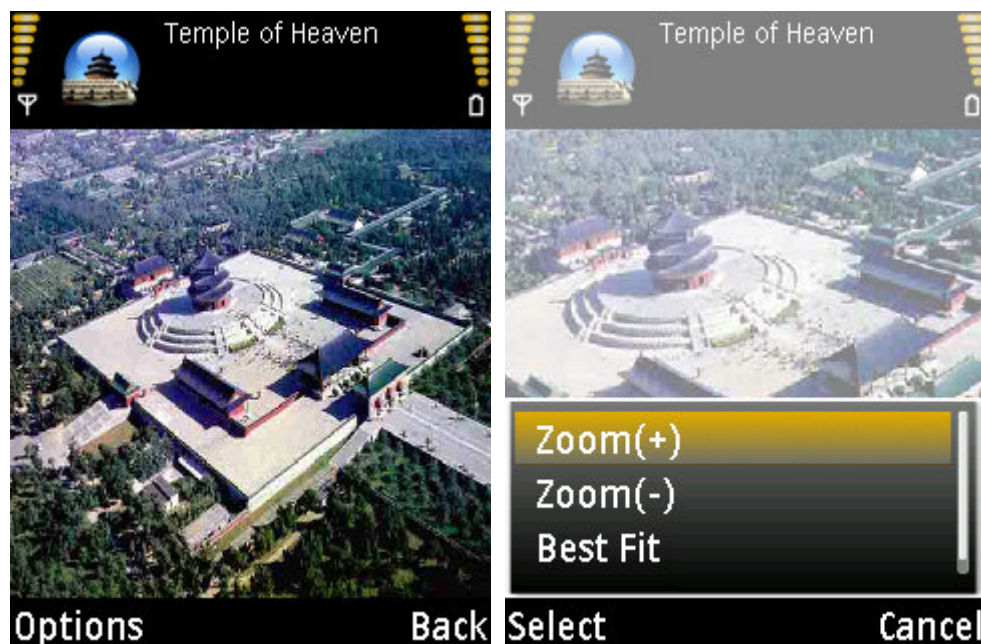 Temple of Heaven
Options
Back
Temple of Heaven
Zoom(+)
Zoom(-)
Best Fit
Select
Cancel